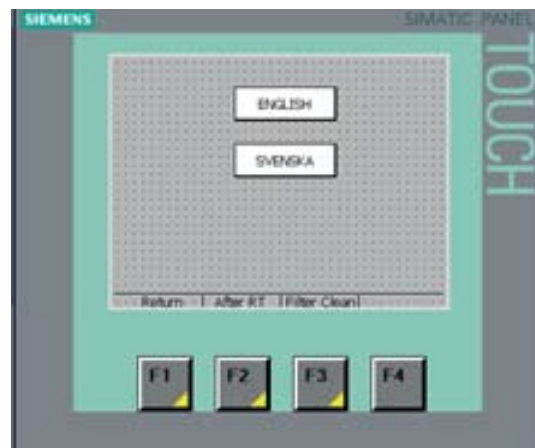 SIEMENS
SIMATIC PANEL
TOUCH
ENGLISH
SVENSKA
Return | After RT | Filter Clean|
F1 F2 F3 F4